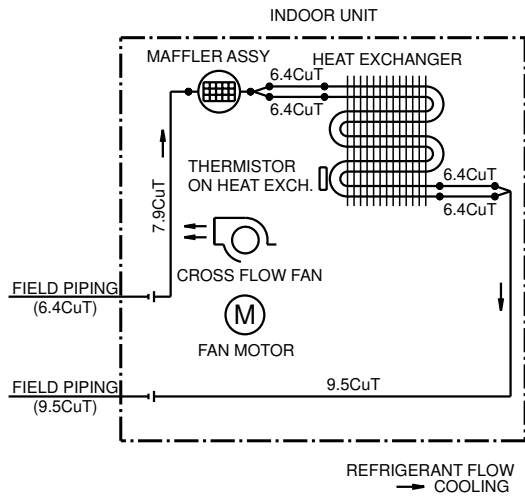 INDOOR UNIT
MAFFLER ASSY
HEAT EXCHANGER
6.4CuT
6.4CuT
7.9CuT
THERMISTOR
ON HEAT EXCH.
6.4CuT
6.4CuT
CROSS FLOW FAN
FIELD PIPING
(6.4CuT)
M
FAN MOTOR
FIELD PIPING
(9.5CuT)
9.5CuT
REFRIGERANT FLOW
COOLING